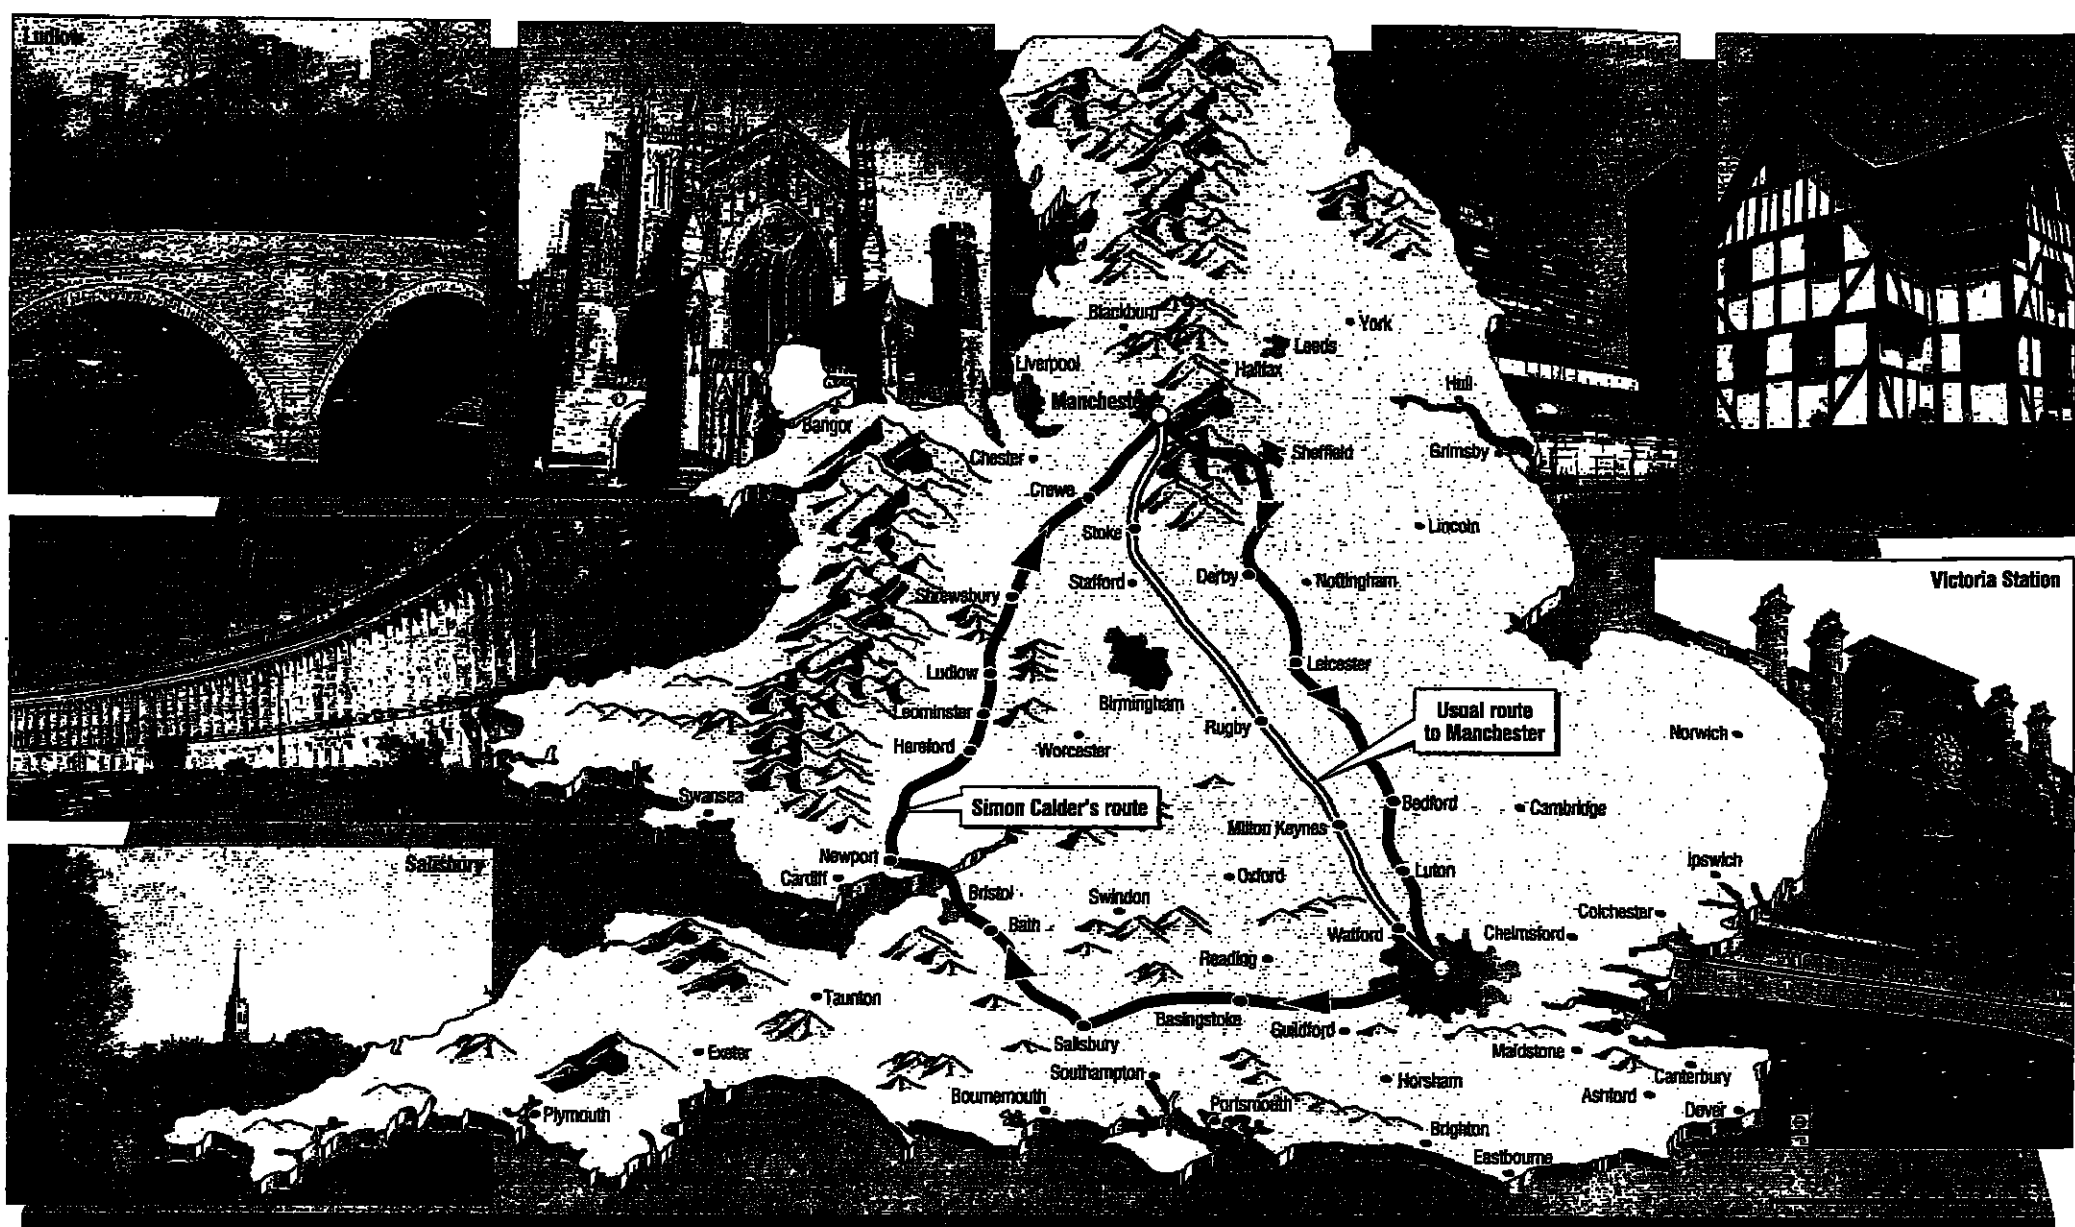 Ludlow
Blackburn
York
Leeds
Halifax
Liverpool
Manchester
Hull
Bangor
Chester
Sheffield
Grimsby
Crewe
Stoke
Lincoln
Stafford
Derby
Nottingham
Victoria Station
Shrewsbury
Ludlow
Leicester
Birmingham
Leominster
Usual route
to Manchester
Rugby
Norwich
Hereford
Worcester
Swansea
Simon Calder's route
Bedford
Cambridge
Milton Keynes
Newport
Salisbury
Cardiff
Bristol
Oxford
Luton
Ipswich
Swindon
Bath
Colchester
Watford
Chelmsford
Reading
Taunton
Basingstoke
Guildford
Salisbury
Exeter
Maidstone
Southampton
Horsham
Canterbury
Bournemouth
Portsmouth
Ashford
Dover
Plymouth
Brighton
Eastbourne